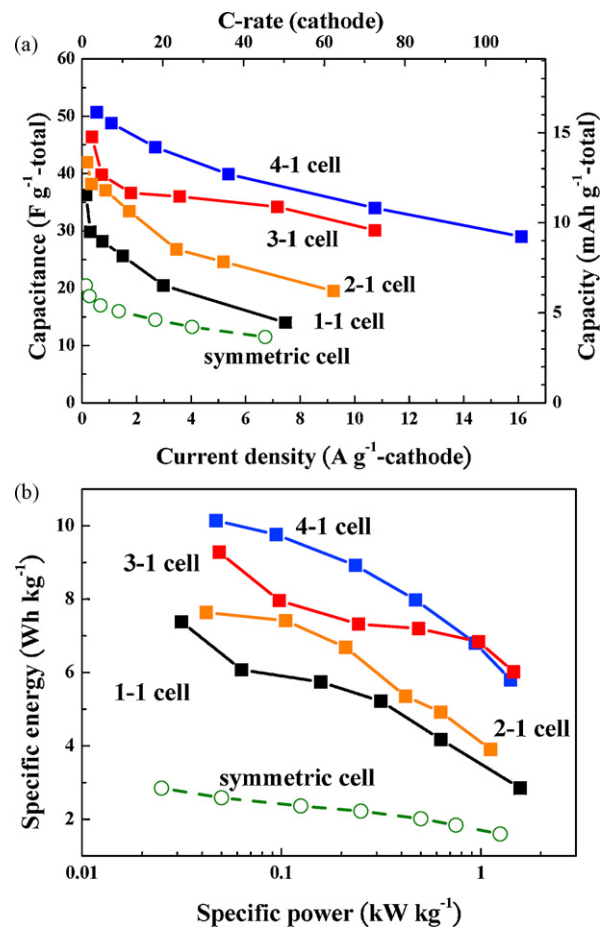 C-rate (cathode)
(a)
0 20 40 60 80 100
60
50
40
30
20
10
0
Capacitance (F g⁻¹-total)
15
10
5
0
Capacity (mAh g⁻¹-total)
4-1 cell
3-1 cell
2-1 cell
1-1 cell
symmetric cell
0 2 4 6 8 10 12 14 16
Current density (A g⁻¹-cathode)
(b)
10
8
6
4
2
Specific energy (Wh kg⁻¹)
4-1 cell
3-1 cell
1-1 cell
2-1 cell
symmetric cell
0.01 0.1 1
Specific power (kW kg⁻¹)